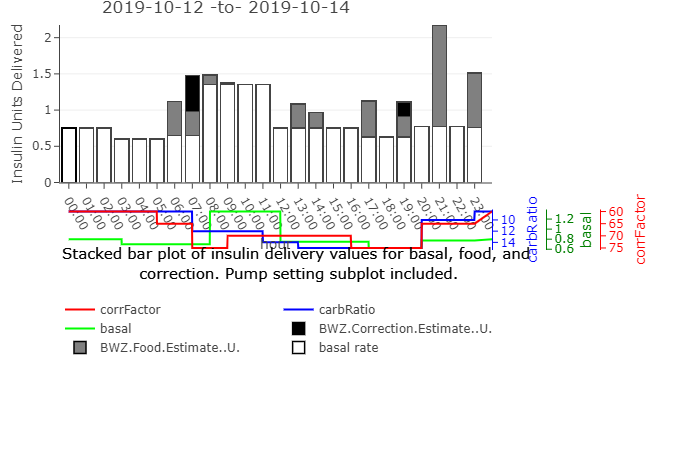 2019-10-12 -to- 2019-10-14
Insulin Units Delivered
2
1.5
1
0.5
0
00:00
01:00
02:00
03:00
04:00
05:00
06:00
07:00
08:00
09:00
10:00
11:00
12:00
13:00
14:00
15:00
16:00
17:00
18:00
19:00
20:00
21:00
22:00
23:00
hour
10
12
14
carbRatio
1.2
1
0.8
0.6
basal
60
65
70
75
corrFactor
Stacked bar plot of insulin delivery values for basal, food, and
correction. Pump setting subplot included.
corrFactor
carbRatio
basal
BWZ.Correction.Estimate..U.
BWZ.Food.Estimate..U.
basal rate